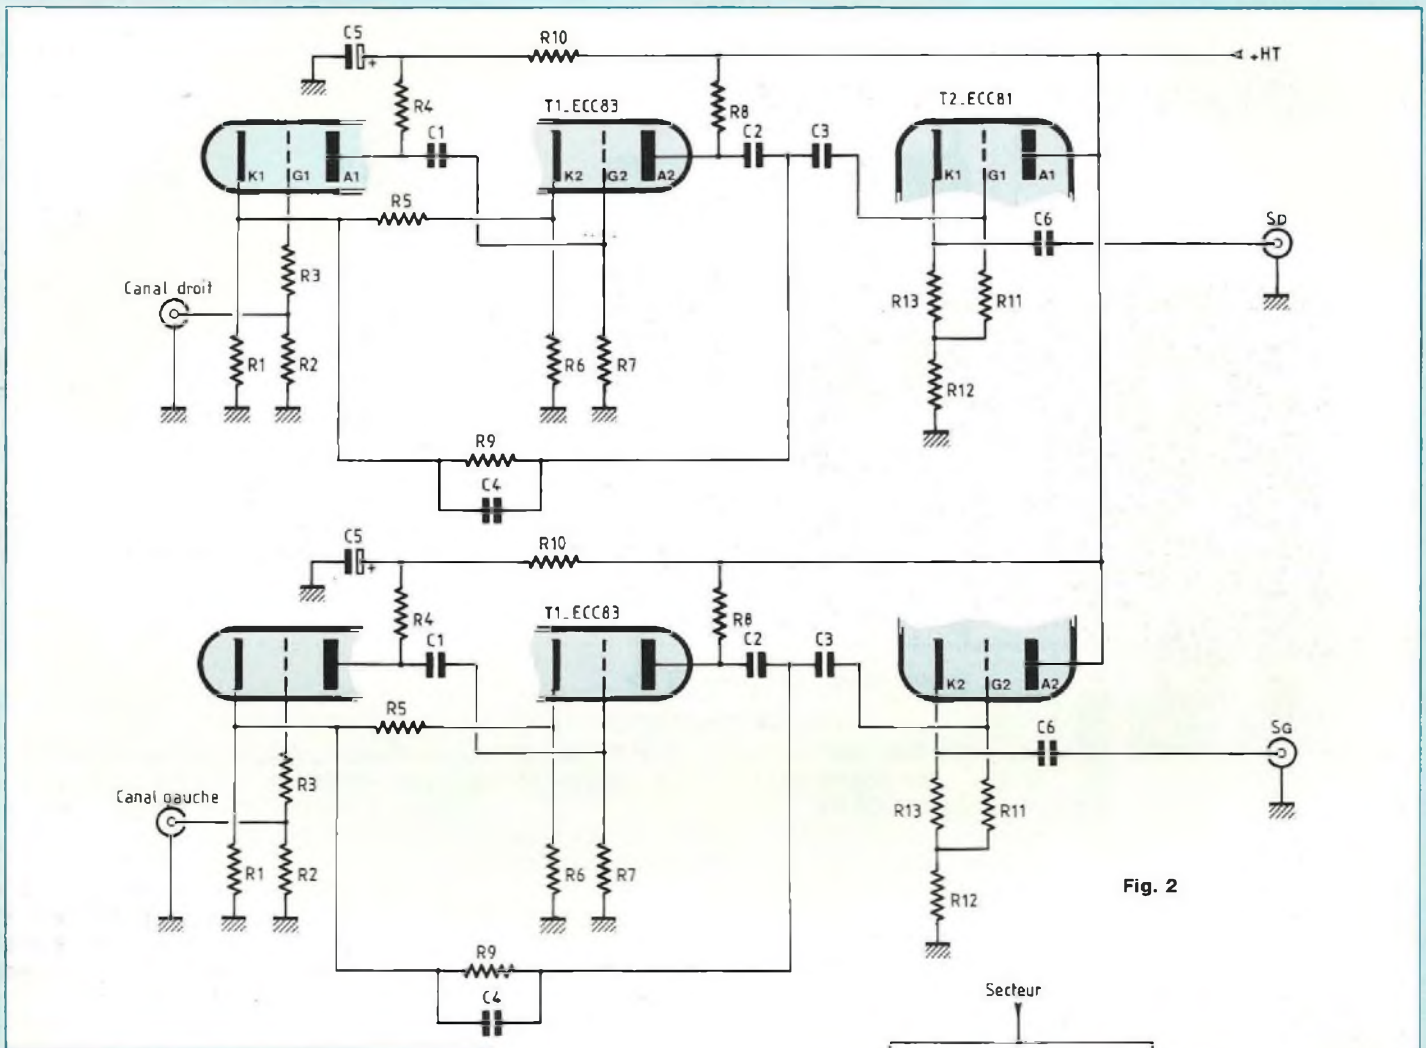 C5
R10
+
+HT
R4
T1_ECC83
R8
T2_ECC81
C1
C2
C3
K1
G1
A1
K2
G2
A2
K1
G1
A1
R5
C6
SD
R3
Canal droit
R13
R11
R1
R2
R6
R7
R12
R9
C4
C5
R10
+
R4
T1_ECC83
R8
C1
C2
C3
K2
G2
A2
R5
C6
SG
R3
Canal gauche
R13
R11
R1
R2
R6
R7
R12
Fig. 2
R9
C4
Secteur